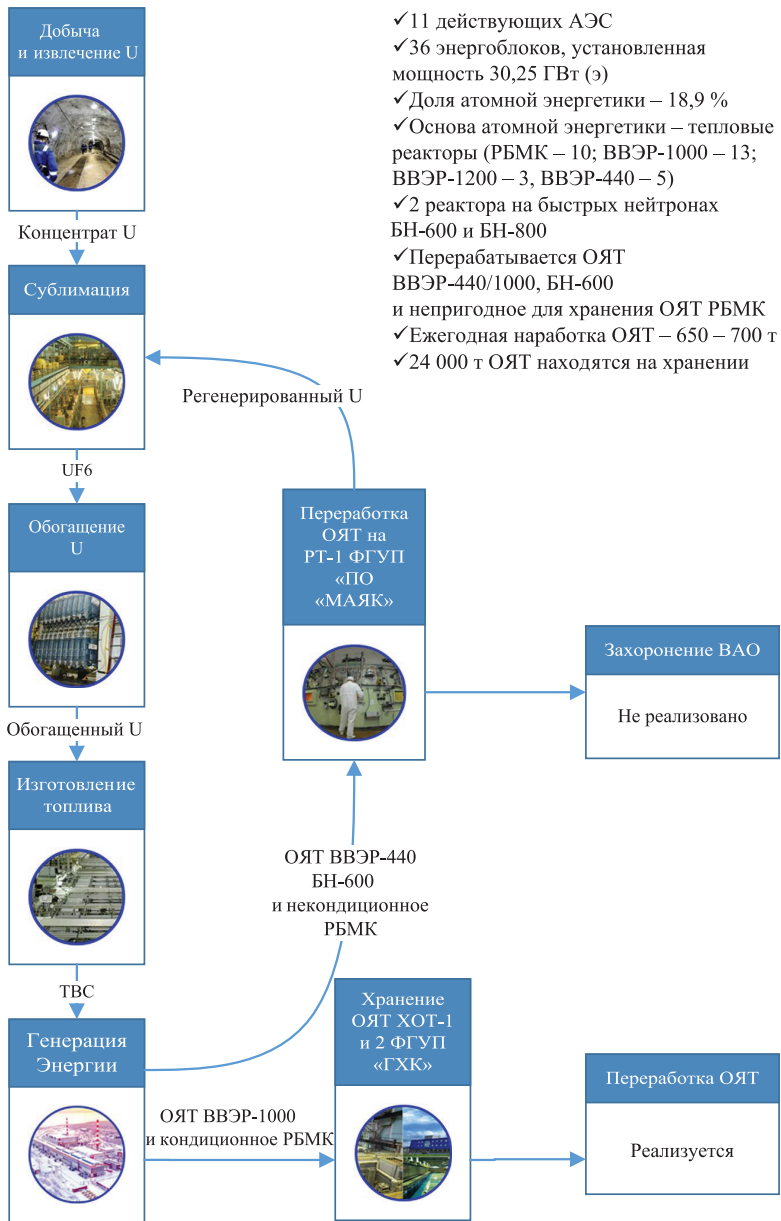 Добыча
и извлечение U
Концентрат U
Сублимация
UF6
Обогащение
U
Обогащенный U
Изготовление
топлива
ТВС
Генерация
Энергии
✓11 действующих АЭС
✓36 энергоблоков, установленная
мощность 30,25 ГВт (э)
✓Доля атомной энергетики – 18,9 %
✓Основа атомной энергетики – тепловые
реакторы (РБМК – 10; ВВЭР-1000 – 13;
ВВЭР-1200 – 3, ВВЭР-440 – 5)
✓2 реактора на быстрых нейтронах
БН-600 и БН-800
✓Перерабатывается ОЯТ
ВВЭР-440/1000, БН-600
и непригодное для хранения ОЯТ РБМК
✓Ежегодная наработка ОЯТ – 650 – 700 т
✓24 000 т ОЯТ находятся на хранении
Регенерированный U
Переработка
ОЯТ на
РТ-1 ФГУП
«ПО
«МАЯК»
Захоронение ВАО
Не реализовано
ОЯТ ВВЭР-440
БН-600
и некондиционное
РБМК
ОЯТ ВВЭР-1000
и кондиционное РБМК
Хранение
ОЯТ ХОТ-1
и 2 ФГУП
«ГХК»
Переработка ОЯТ
Реализуется